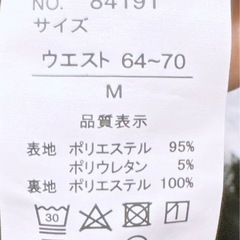 NO. 84191
サイズ
ウエスト 64~70
M
品質表示
表地 ポリエステル 95%
ポリウレタン 5%
裏地 ポリエステル 100%
30